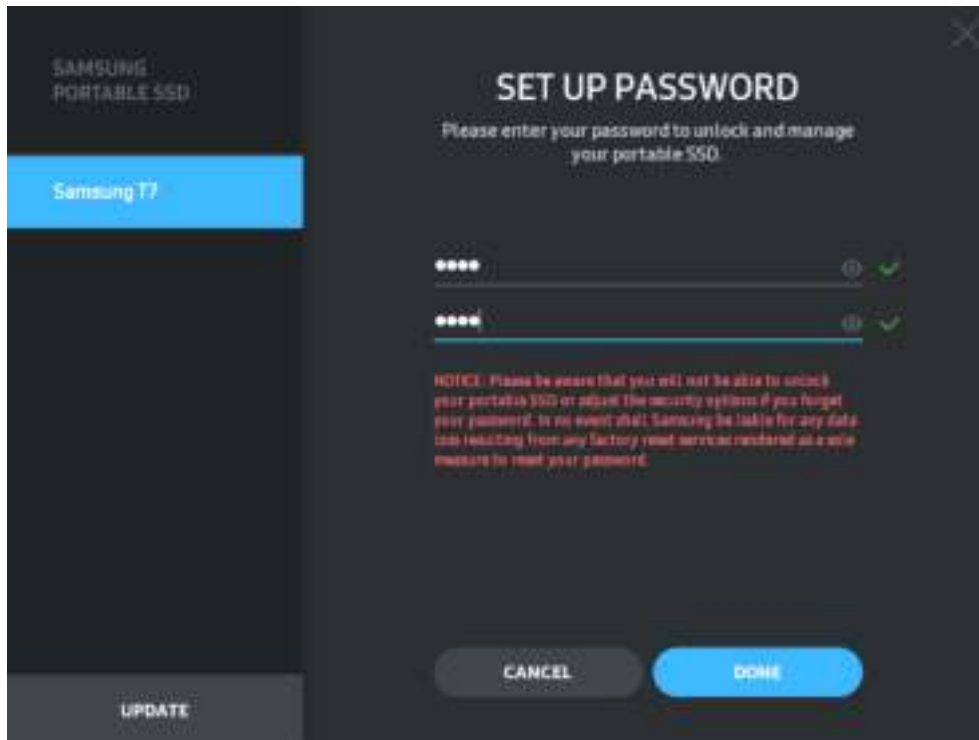 SAMSUNG
PORTABLE SSD
SET UP PASSWORD
Please enter your password to unlock and manage
your portable SSD.
Samsung T7
NOTICE: Please be aware that you will not be able to unlock
your portable SSD or adjust the security options if you forget
your password. In no event shall Samsung be liable for any data
loss resulting from any factory reset services rendered as a sole
measure to reset your password.
CANCEL
DONE
UPDATE